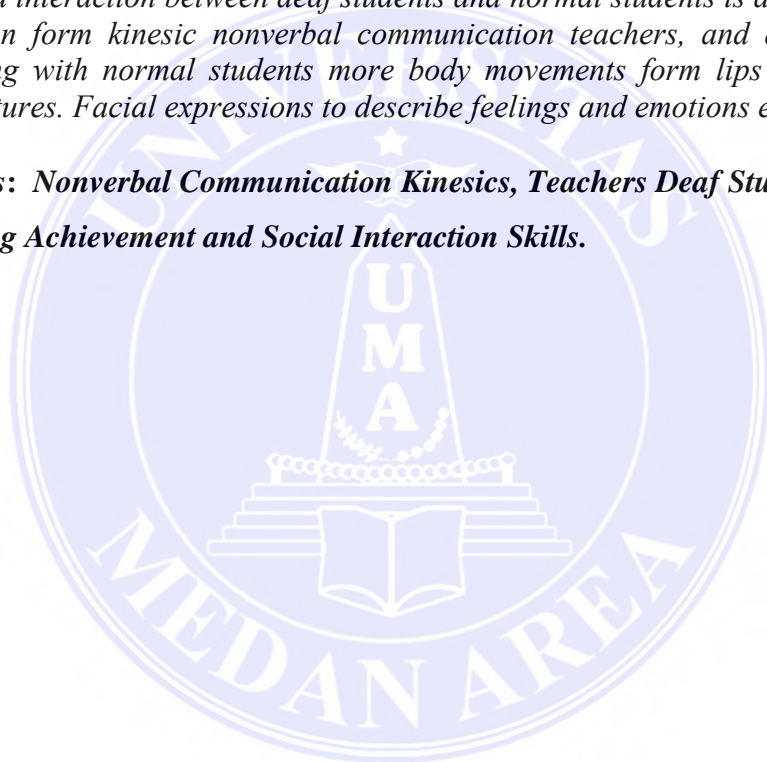 interaction between deaf students and normal students is a
n form kinesic nonverbal communication teachers, and
ng with normal students more body movements form lips
tures. Facial expressions to describe feelings and emotions e
s: Nonverbal Communication Kinesics, Teachers Deaf Stu
g Achievement and Social Interaction Skills.
UNIVERSITAS
UMA
MEDAN AREA